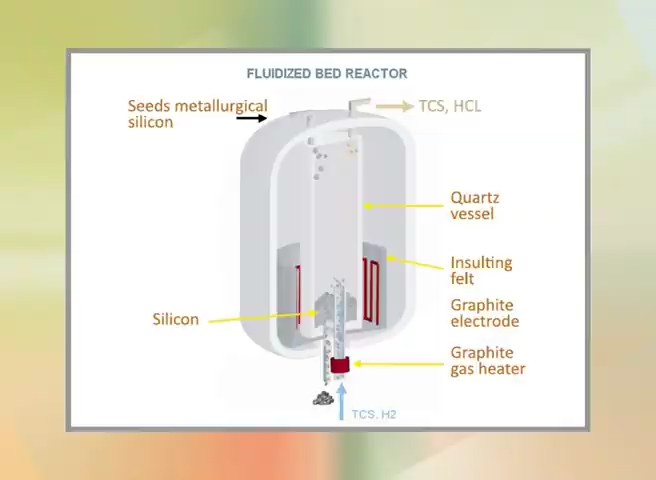 FLUIDIZED BED REACTOR
Seeds metallurgical
silicon
TCS, HCL
Quartz
vessel
Insulting
felt
Silicon
Graphite
electrode
Graphite
gas heater
TCS, H2